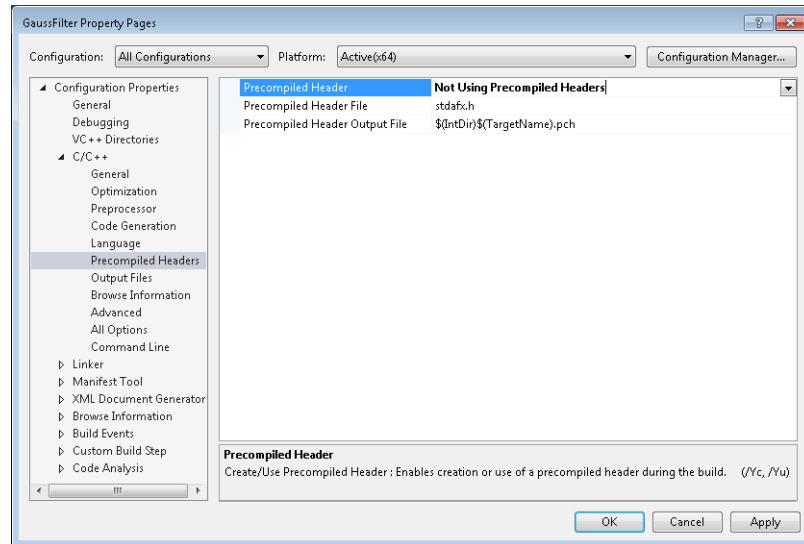 GaussFilter Property Pages
Configuration: All Configurations Platform: Active(x64) Configuration Manager...
Configuration Properties
General
Debugging
VC++ Directories
C/C++
General
Optimization
Preprocessor
Code Generation
Language
Precompiled Headers
Output Files
Browse Information
Advanced
All Options
Command Line
Linker
Manifest Tool
XML Document Generator
Browse Information
Build Events
Custom Build Step
Code Analysis
Precompiled Header Not Using Precompiled Headers
Precompiled Header File stdafx.h
Precompiled Header Output File $(IntDir)$(TargetName).pch
Precompiled Header
Create/Use Precompiled Header : Enables creation or use of a precompiled header during the build. (/Yc, /Yu)
OK Cancel Apply